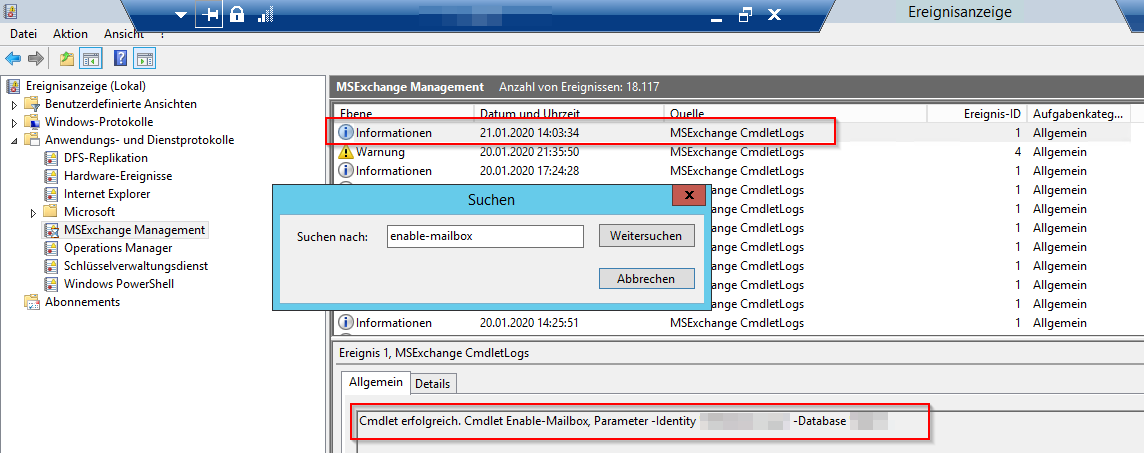 Ereignisanzeige
Datei Aktion Ansicht ?
Ereignisanzeige (Lokal)
Benutzerdefinierte Ansichten
Windows-Protokolle
Anwendungs- und Dienstprotokolle
DFS-Replikation
Hardware-Ereignisse
Internet Explorer
Microsoft
MSExchange Management
Operations Manager
Schlüsselverwaltungsdienst
Windows PowerShell
Abonnements
MSExchange Management Anzahl von Ereignissen: 18.117
Ebene Datum und Uhrzeit Quelle Ereignis-ID Aufgabenkateg...
Informationen 21.01.2020 14:03:34 MSExchange CmdletLogs 1 Allgemein
Warnung 20.01.2020 21:35:50 MSExchange CmdletLogs 4 Allgemein
Informationen 20.01.2020 17:24:28 MSExchange CmdletLogs 1 Allgemein
MSExchange CmdletLogs 1 Allgemein
MSExchange CmdletLogs 1 Allgemein
MSExchange CmdletLogs 1 Allgemein
MSExchange CmdletLogs 1 Allgemein
MSExchange CmdletLogs 1 Allgemein
MSExchange CmdletLogs 1 Allgemein
MSExchange CmdletLogs 1 Allgemein
Informationen 20.01.2020 14:25:51 MSExchange CmdletLogs 1 Allgemein
Suchen
x
Suchen nach: enable-mailbox Weitersuchen
Abbrechen
Ereignis 1, MSExchange CmdletLogs
Allgemein Details
Cmdlet erfolgreich. Cmdlet Enable-Mailbox, Parameter -Identity -Database